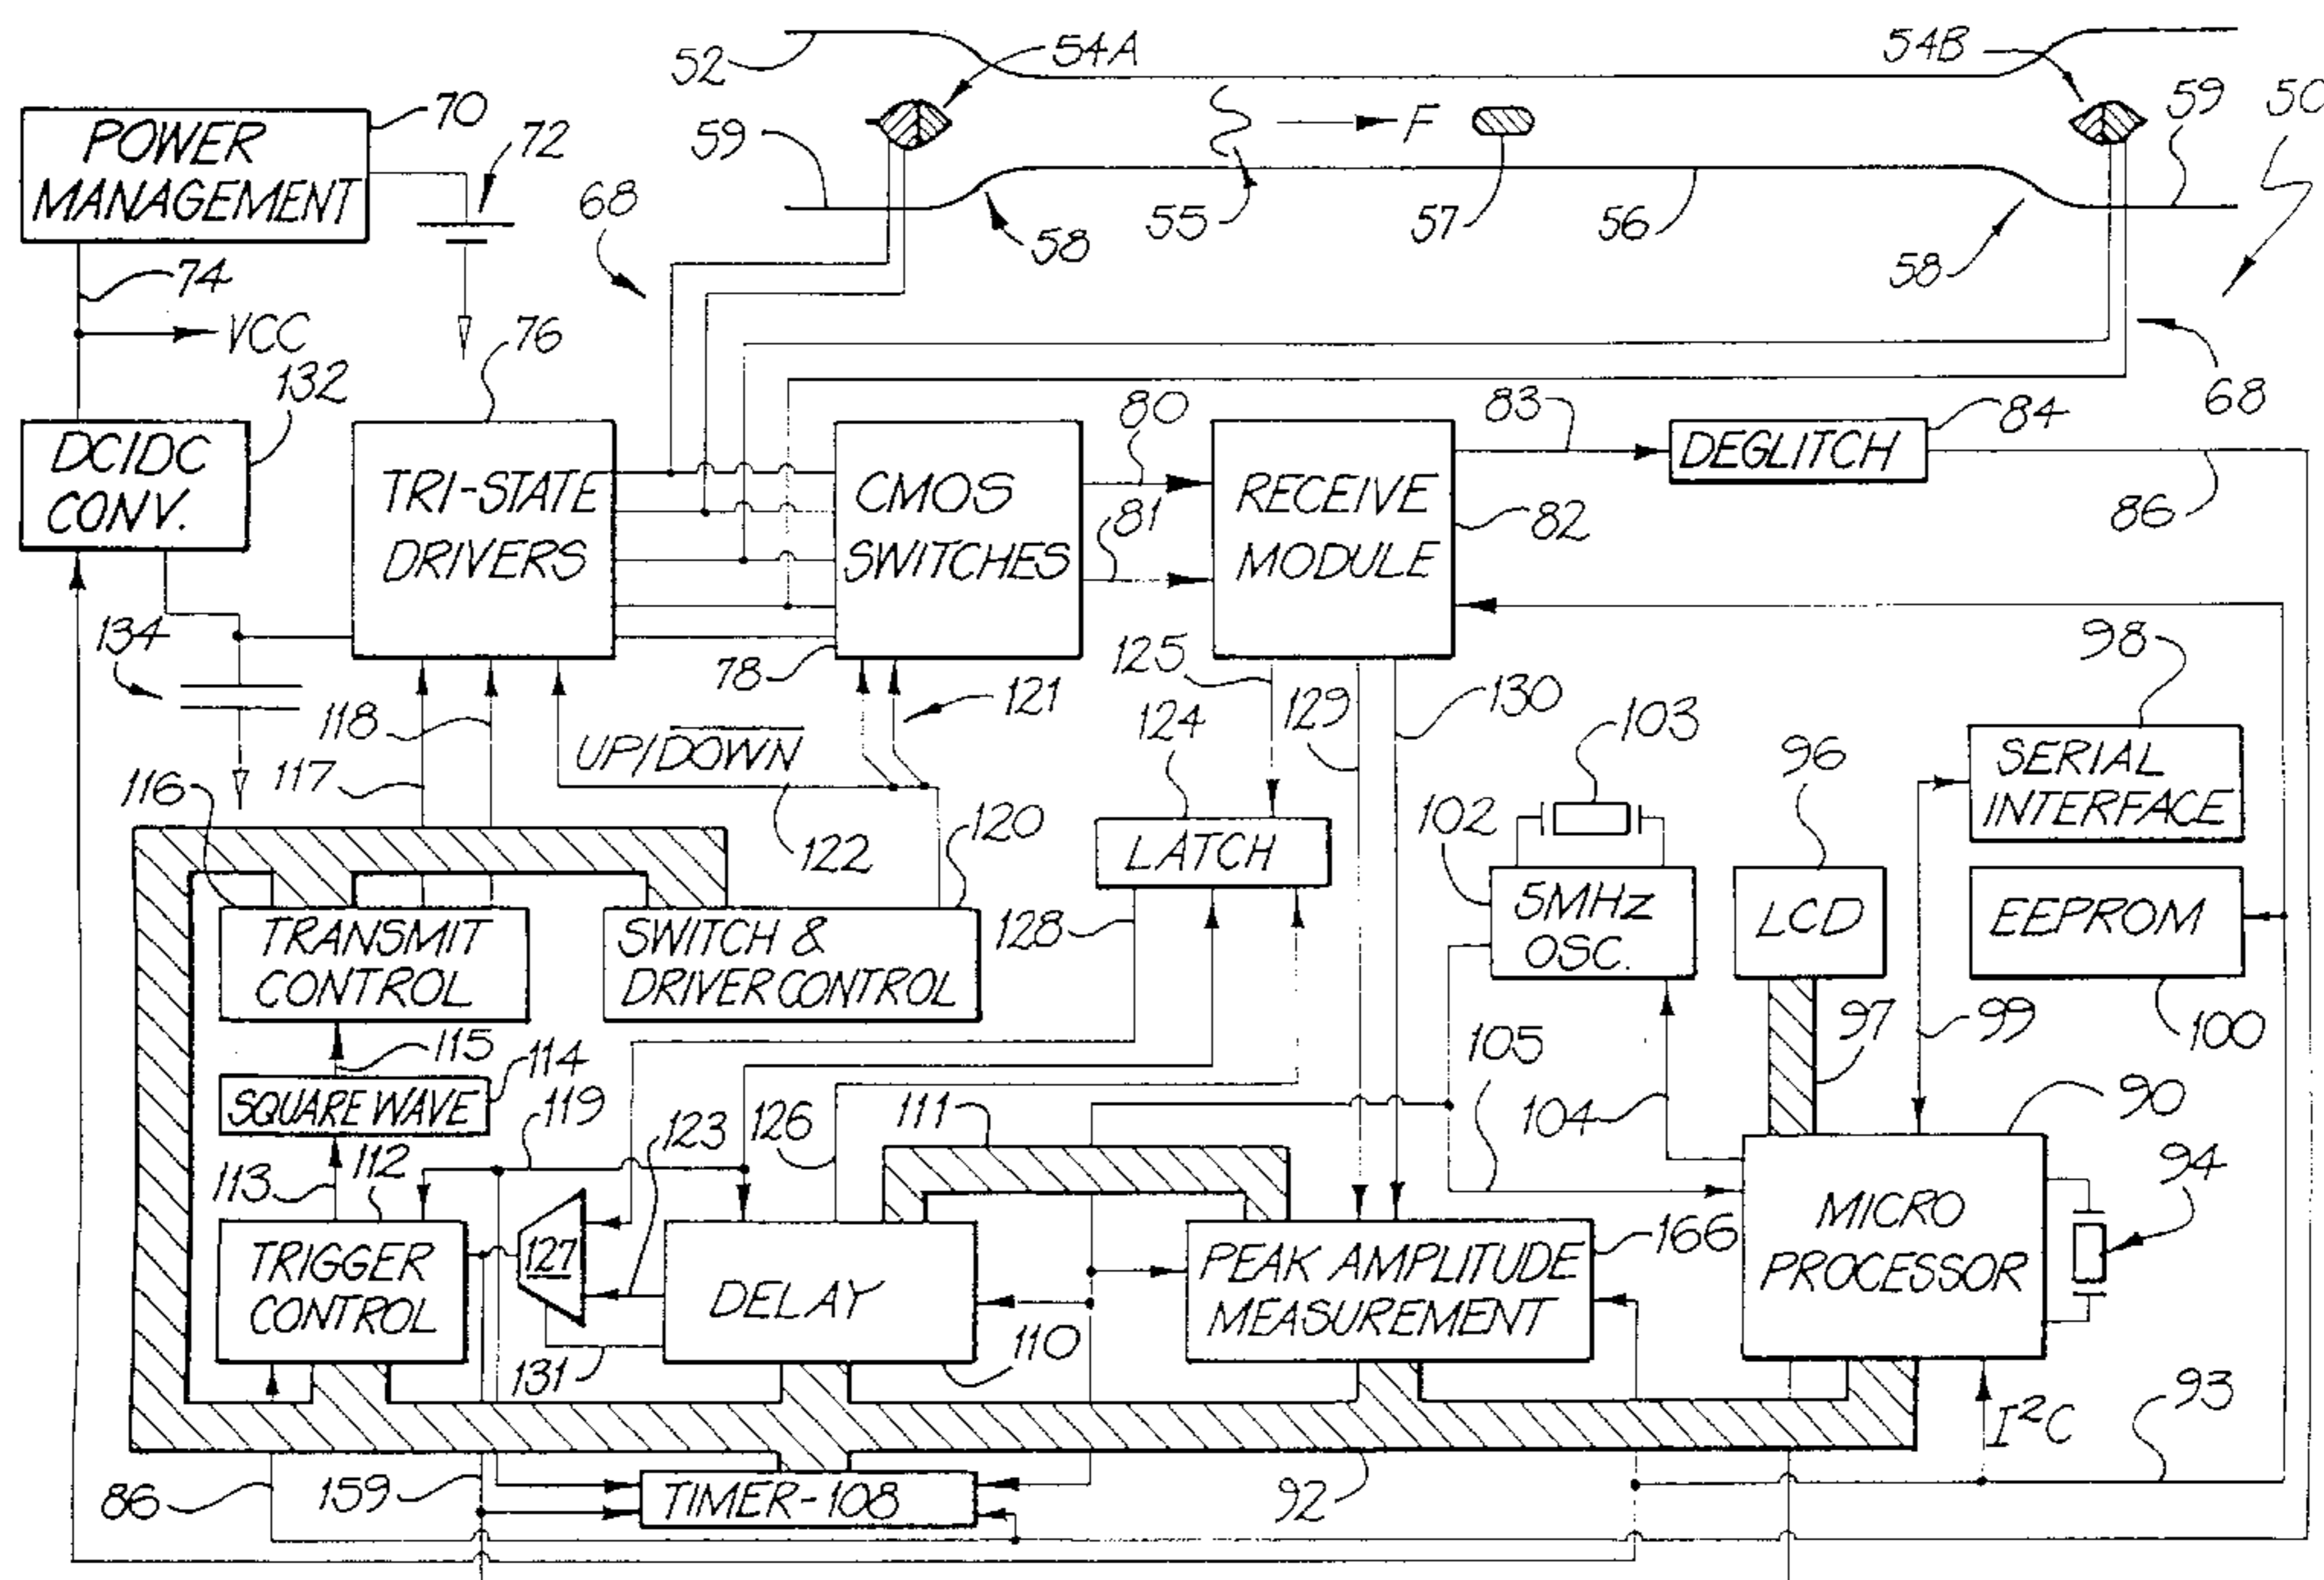 52
54A
54B
59
50
POWER
MANAGEMENT
70
72
59
F
68
58
55
57
56
58
74
VCC
132
76
68
DC/DC
CONV.
TRI-STATE
DRIVERS
CMOS
SWITCHES
80
81
RECEIVE
MODULE
83
DEGLITCH
84
82
86
134
78
121
125
129
130
98
118
UP/DOWN
124
103
SERIAL
INTERFACE
117
116
122
120
LATCH
102
96
TRANSMIT
CONTROL
SWITCH &
DRIVER CONTROL
128
5MHz
OSC.
LCD
EEPROM
115
114
105
97
99
100
SQUARE WAVE
119
123
126
111
104
90
113
112
94
TRIGGER
CONTROL
127
DELAY
PEAK AMPLITUDE
MEASUREMENT
166
MICRO
PROCESSOR
131
110
I²C
93
86
159
TIMER-108
92